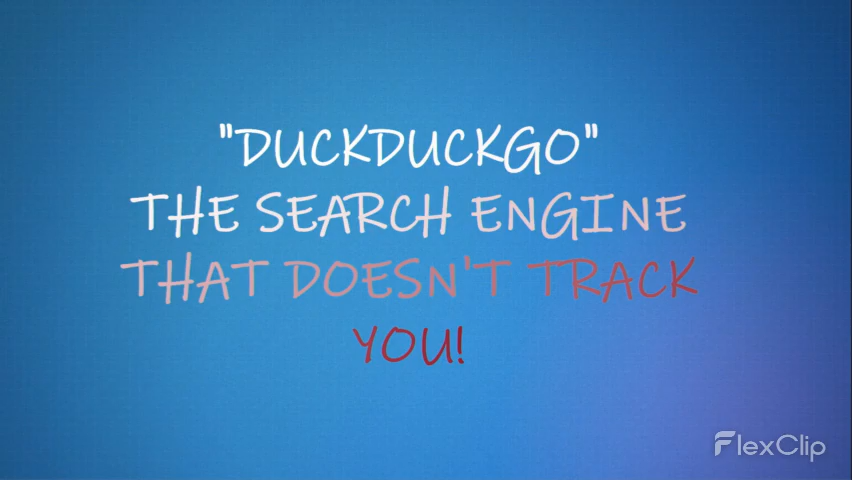 "DUCKDUCKGO"
THE SEARCH ENGINE
THAT DOESN'T TRACK
YOU!
FlexClip